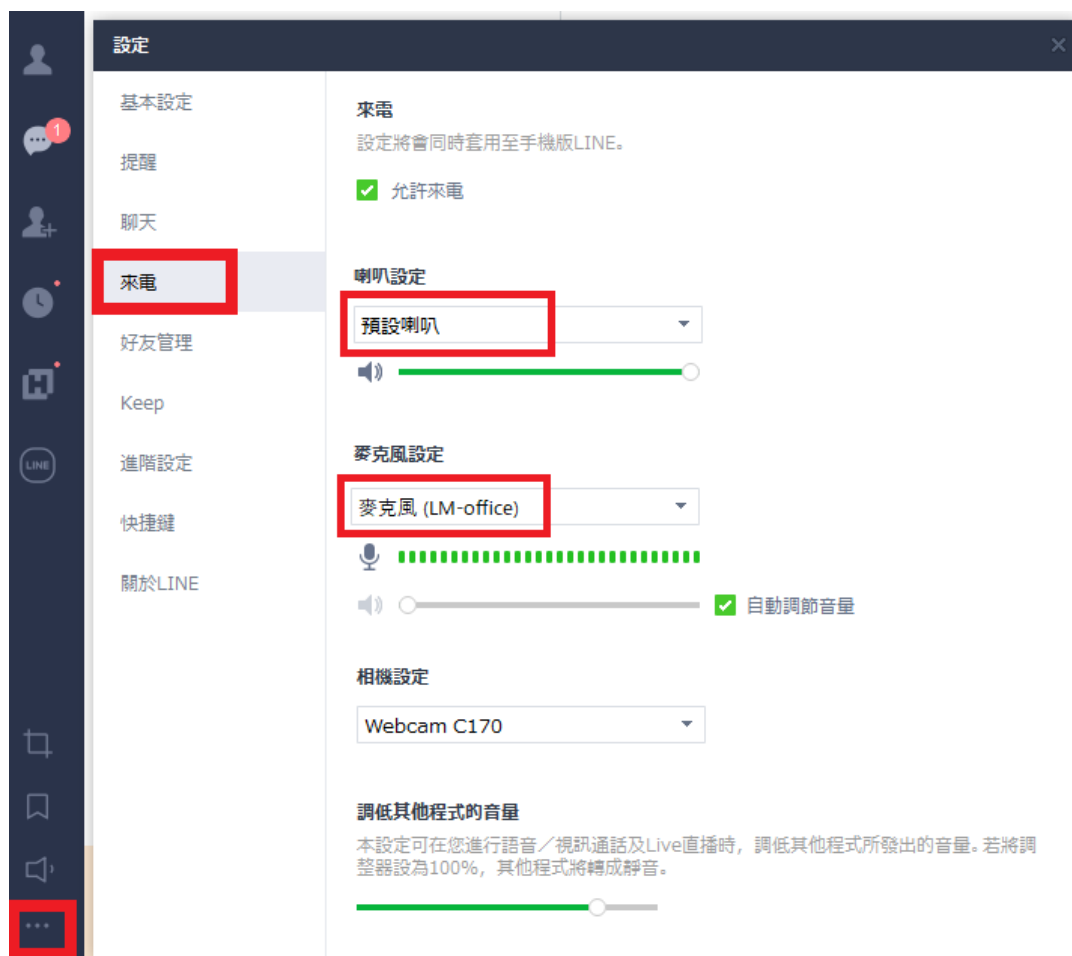 設定
1
LINE
基本設定
提醒
聊天
來電
好友管理
Keep
進階設定
快捷鍵
關於LINE
來電
設定將會同時套用至手機版LINE。
允許來電
喇叭設定
預設喇叭
麥克風設定
麥克風 (LM-office)
自動調節音量
相機設定
Webcam C170
調低其他程式的音量
本設定可在您進行語音／視訊通話及Live直播時，調低其他程式所發出的音量。若將調
整器設為100%，其他程式將轉成靜音。